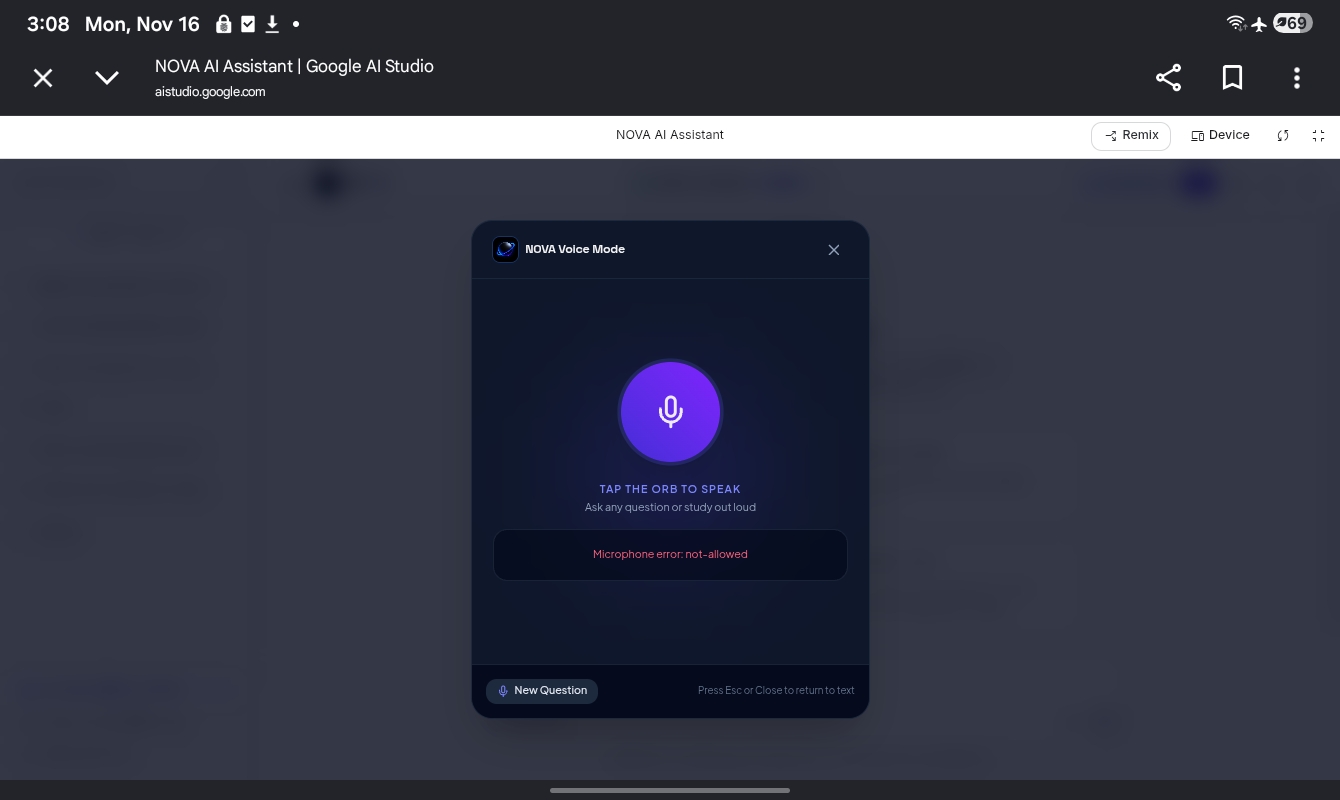 3:08 Mon, Nov 16
69
NOVA AI Assistant | Google AI Studio
aistudio.google.com
NOVA AI Assistant
Remix
Device
NOVA Voice Mode
TAP THE ORB TO SPEAK
Ask any question or study out loud
Microphone error: not-allowed
New Question
Press Esc or Close to return to text